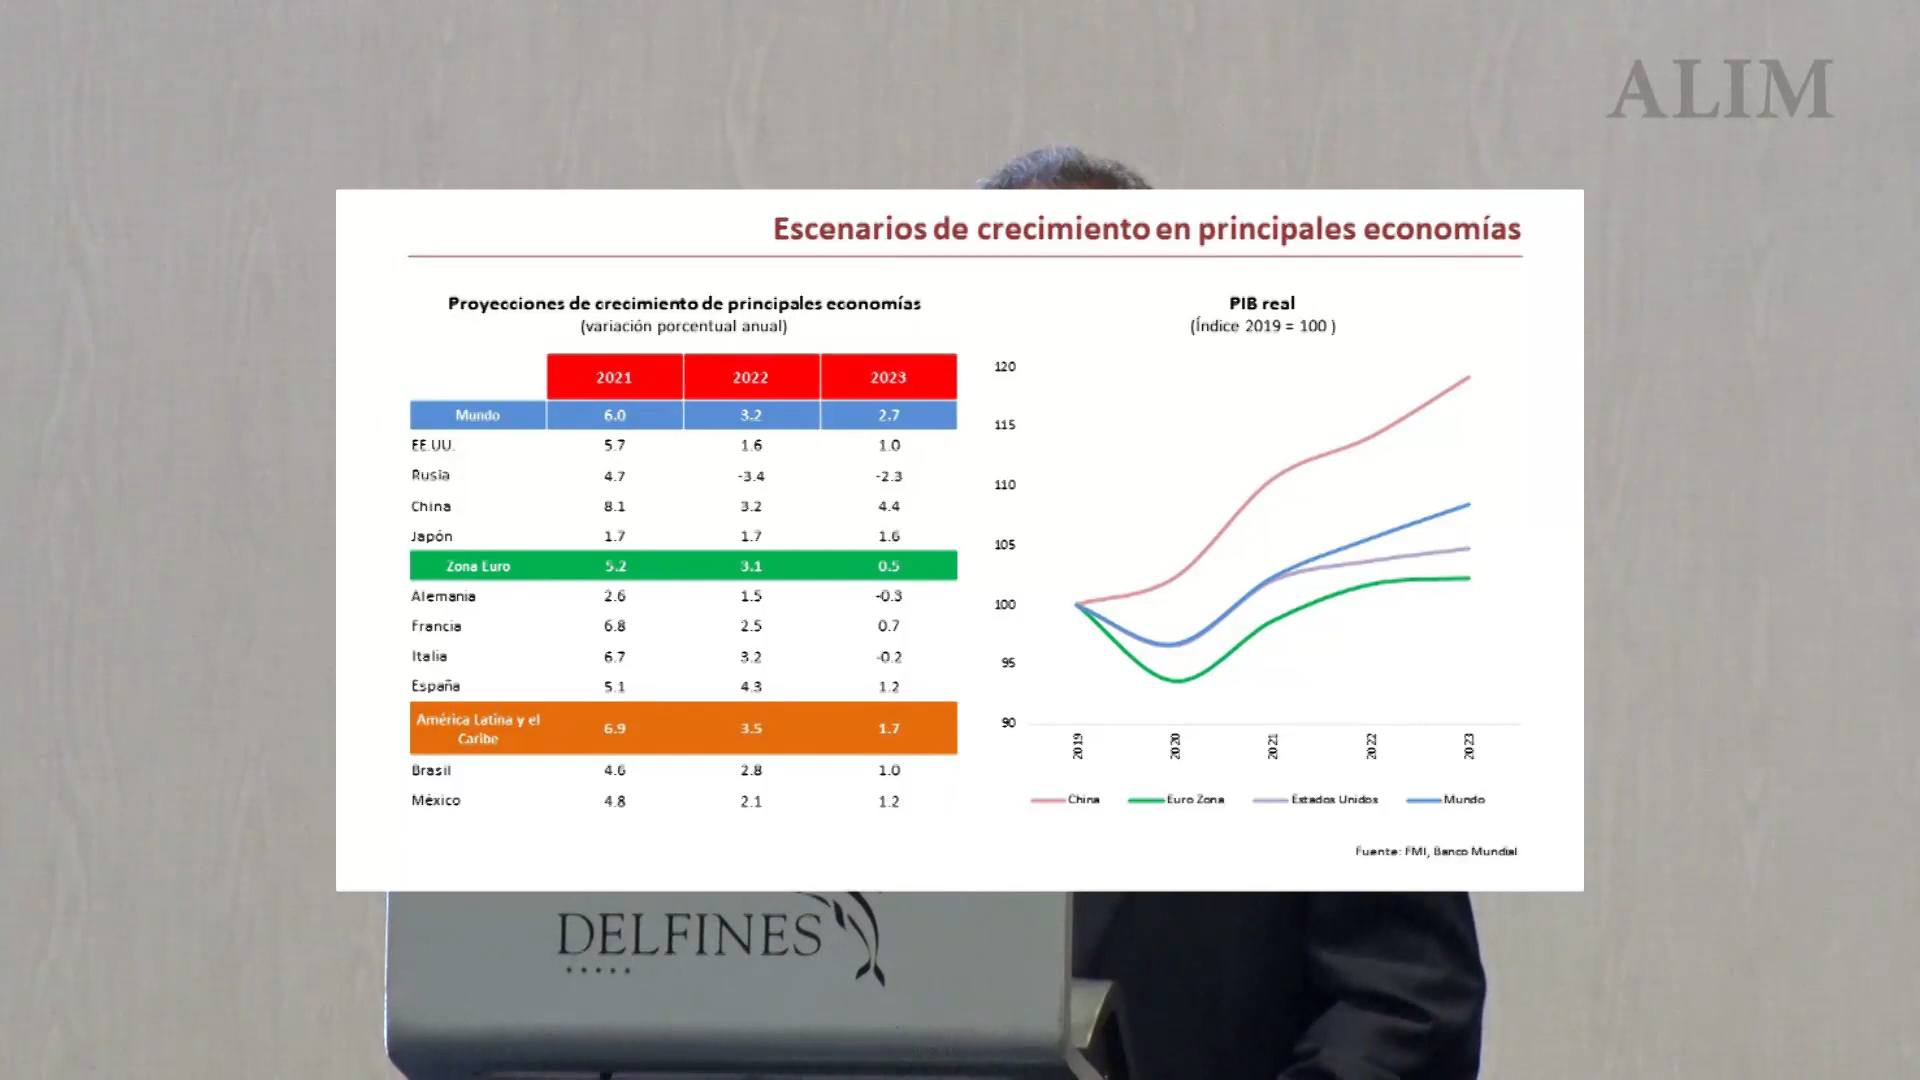 ALIM
Escenarios de crecimiento en principales economías
Proyecciones de crecimiento de principales economías
(variación porcentual anual)
2021 2022 2023
Mundo 6.0 3.2 2.7
EE.UU. 5.7 1.6 1.0
Rusia 4.7 -3.4 -2.3
China 8.1 3.2 4.4
Japón 1.7 1.7 1.6
Zona Euro 5.2 3.1 0.5
Alemania 2.6 1.5 -0.3
Francia 6.8 2.5 0.7
Italia 6.7 3.2 -0.2
España 5.1 4.3 1.2
América Latina y el
Caribe 6.9 3.5 1.7
Brasil 4.6 2.8 1.0
México 4.8 2.1 1.2
PIB real
(Índice 2019 = 100 )
120
115
110
105
100
95
90
2019 2020 2021 2022 2023
China Euro Zona Estados Unidos Mundo
Fuente: FMI, Banco Mundial
DELFINES